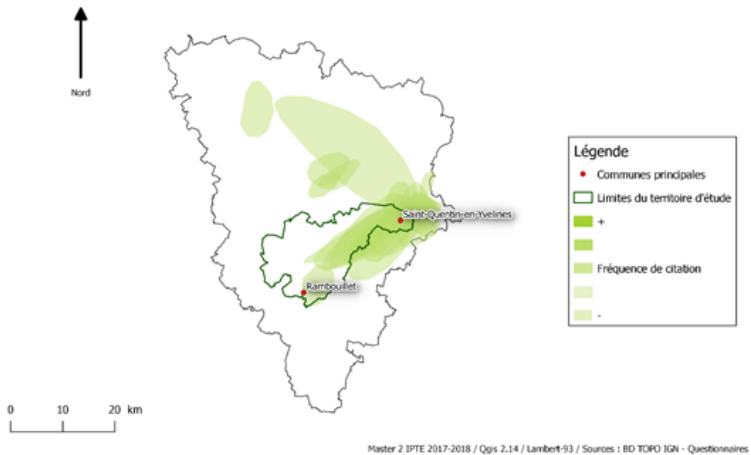 Nord
Saint-Quentin-en-Yvelines
Rambouillet
Légende
Communes principales
Limites du territoire d'étude
+
Fréquence de citation
-
0 10 20 km
Master 2 IPTE 2017-2018 / Qgis 2.14 / Lambert-93 / Sources : BD TOPO IGN - Questionnaires